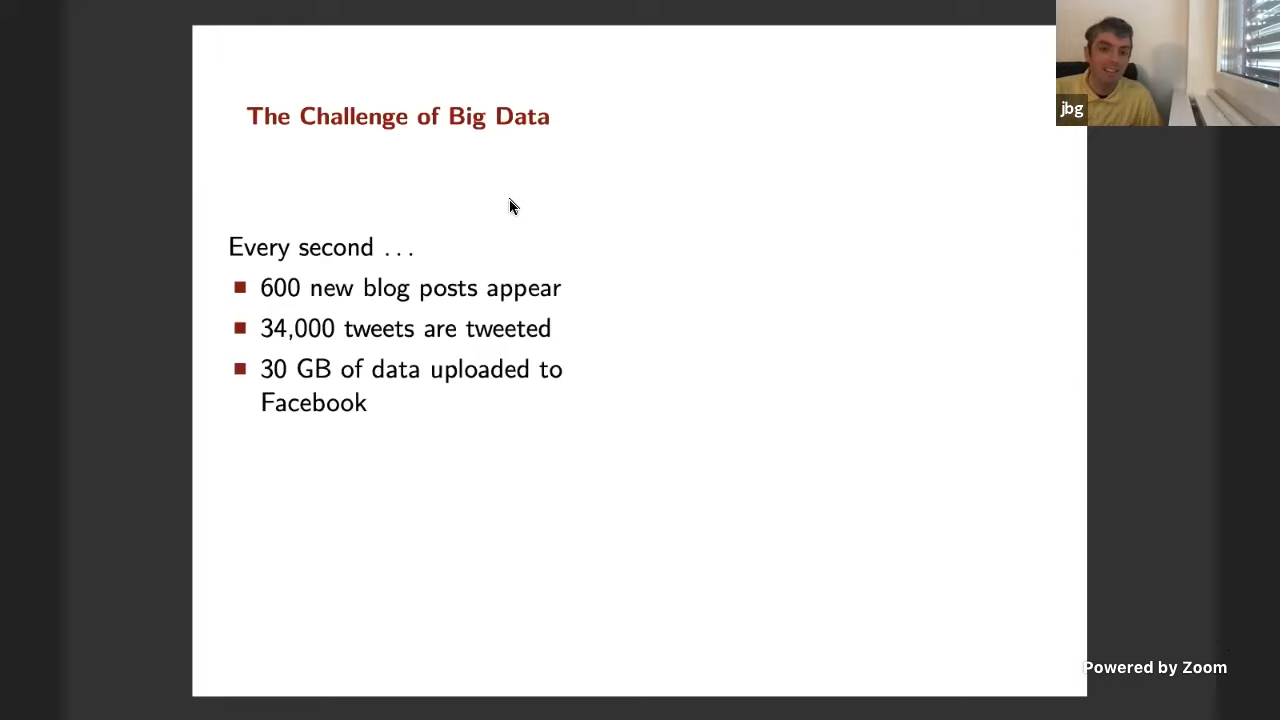 The Challenge of Big Data
jbg
Every second . . .
600 new blog posts appear
34,000 tweets are tweeted
30 GB of data uploaded to
Facebook
Powered by Zoom